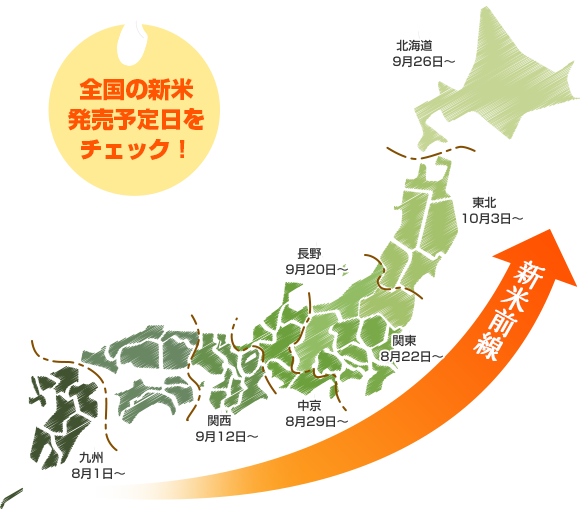 全国の新米
発売予定日を
チェック！
北海道
9月26日～
東北
10月3日～
長野
9月20日～
新米前線
関東
8月22日～
中京
8月29日～
関西
9月12日～
九州
8月1日～